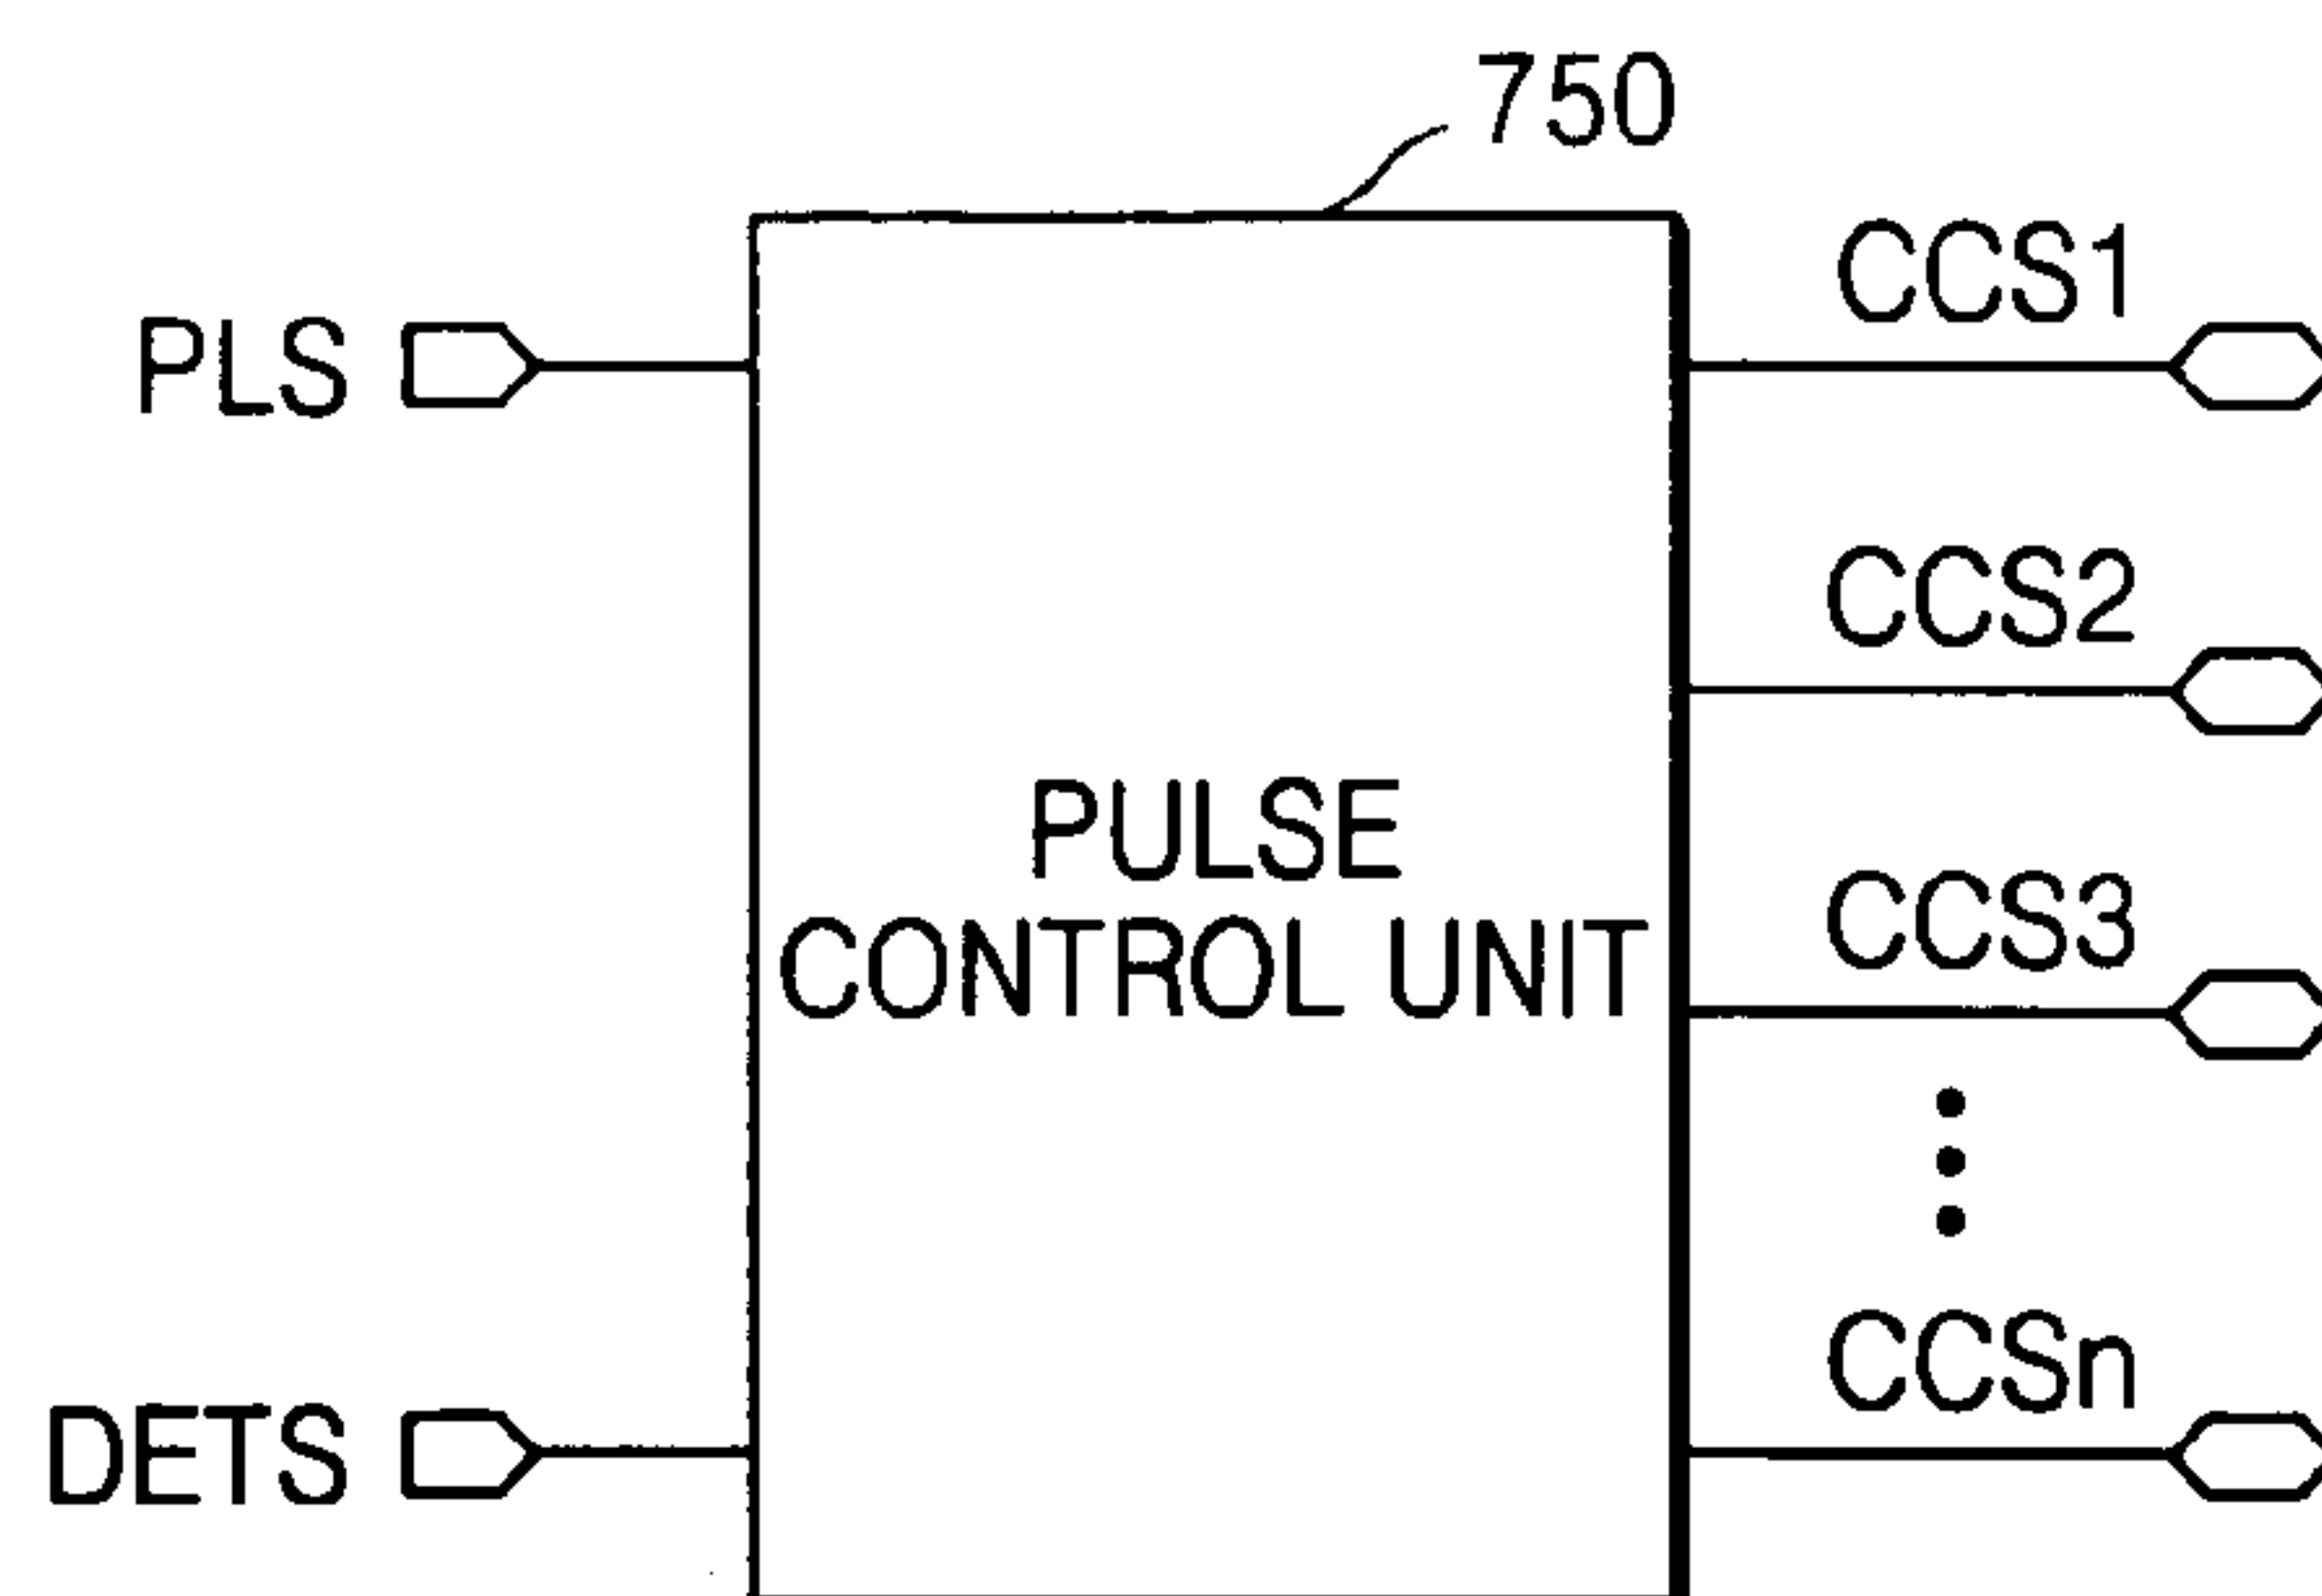 750
PLS
CCS1
CCS2
PULSE
CONTROL UNIT
CCS3
DETS
CCSn